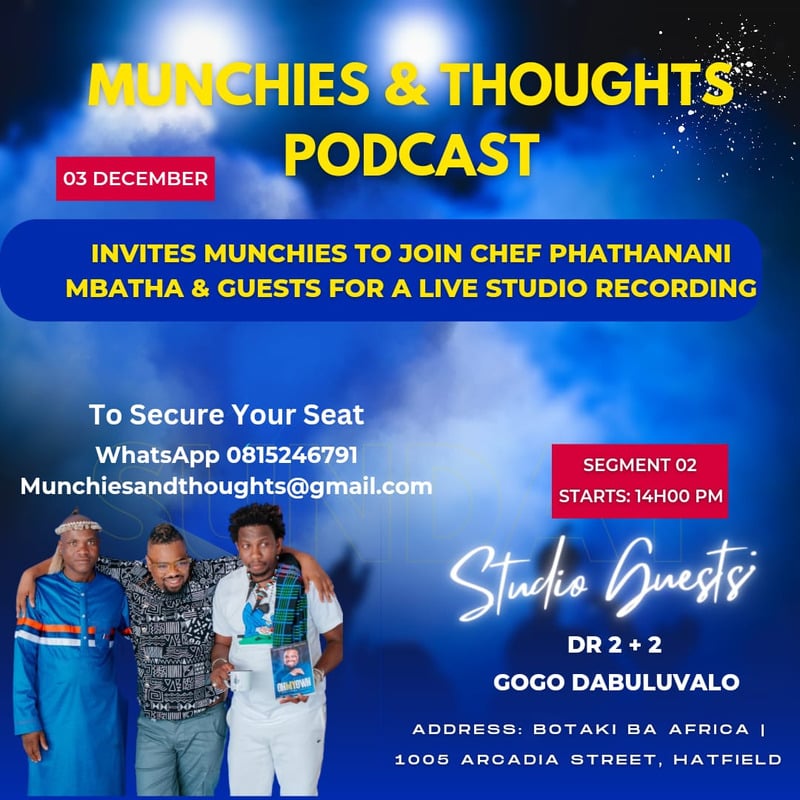 MUNCHIES & THOUGHTS
PODCAST
03 DECEMBER
INVITES MUNCHIES TO JOIN CHEF PHATHANANI
MBATHA & GUESTS FOR A LIVE STUDIO RECORDING
To Secure Your Seat
WhatsApp 0815246791
Munchiesandthoughts@gmail.com
SUNDAY
SEGMENT 02
STARTS: 14H00 PM
Studio Guests
DR 2 + 2
GOGO DABULUVALO
ADDRESS: BOTAKI BA AFRICA |
1005 ARCADIA STREET, HATFIELD